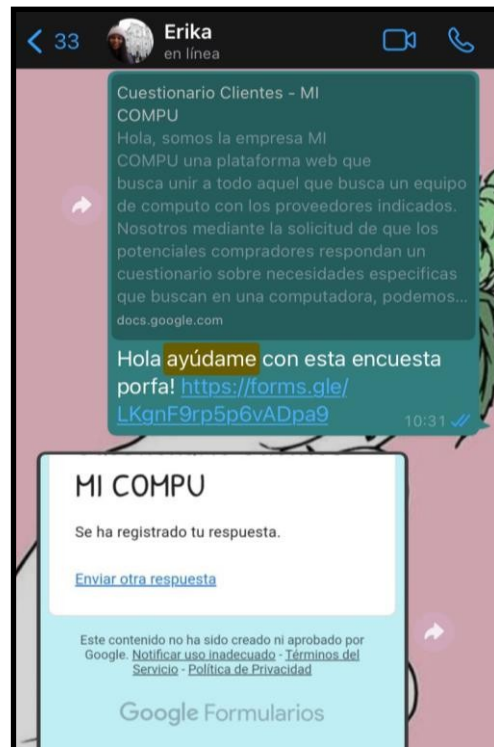 33
Erika
en línea
Cuestionario Clientes - MI
COMPU
Hola, somos la empresa MI
COMPU una plataforma web que
busca unir a todo aquel que busca un equipo
de computo con los proveedores indicados.
Nosotros mediante la solicitud de que los
potenciales compradores respondan un
cuestionario sobre necesidades especificas
que buscan en una computadora, podemos...
docs.google.com
Hola ayúdame con esta encuesta
porfa! https://forms.gle/
LKgnF9rp5p6vADpa9
10:31
MI COMPU
Se ha registrado tu respuesta.
Enviar otra respuesta
Este contenido no ha sido creado ni aprobado por
Google. Notificar uso inadecuado - Términos del
Servicio - Política de Privacidad
Google Formularios